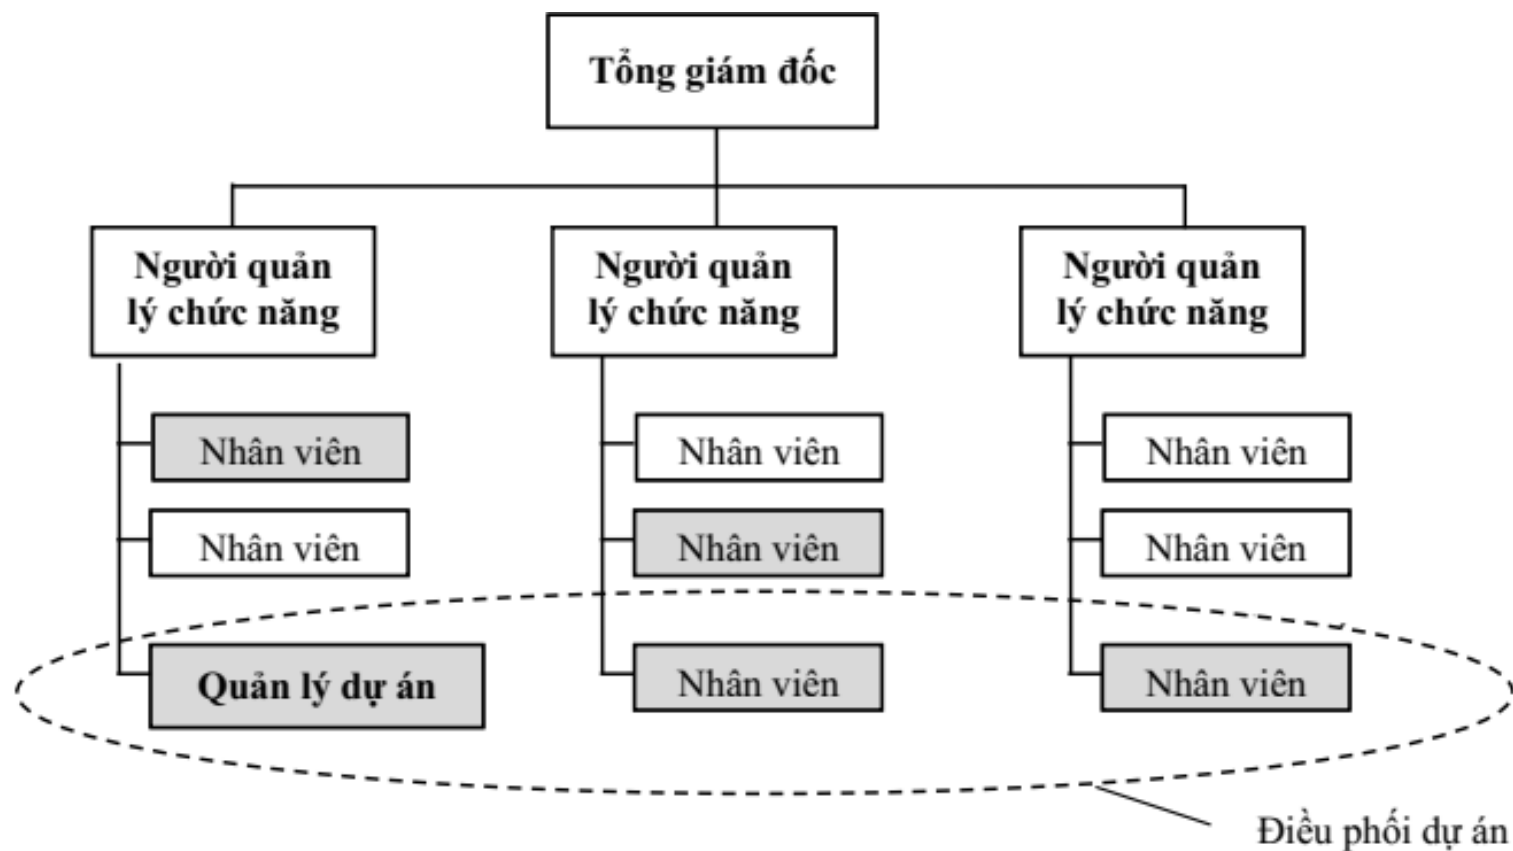 Tổng giám đốc
Người quản
lý chức năng
Người quản
lý chức năng
Người quản
lý chức năng
Nhân viên
Nhân viên
Nhân viên
Nhân viên
Nhân viên
Nhân viên
Quản lý dự án
Nhân viên
Nhân viên
Điều phối dự án